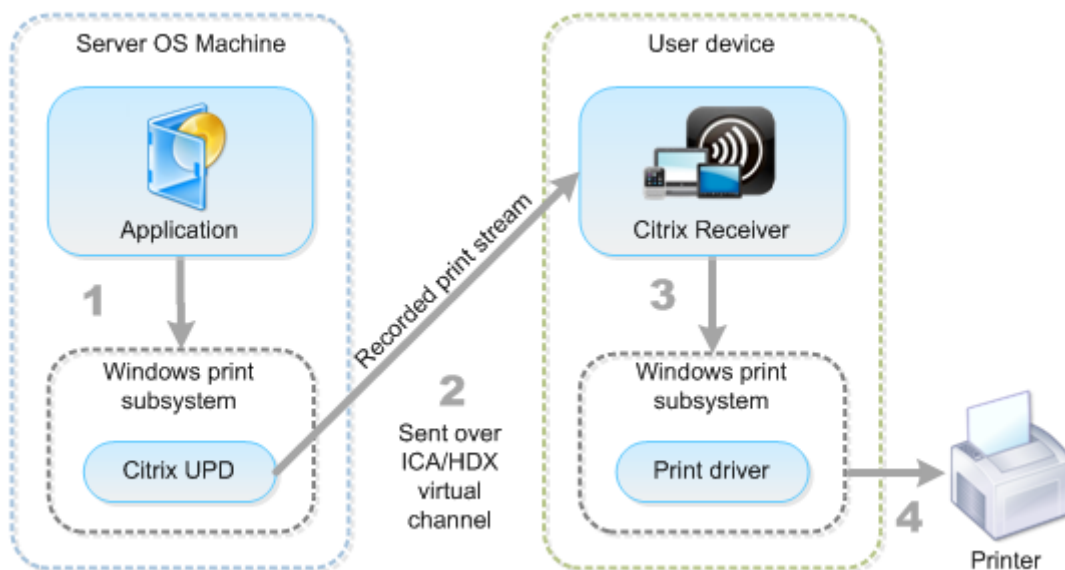 Server OS Machine
User device
Application
Citrix Receiver
1
Recorded print stream
3
Windows print
subsystem
2
Windows print
subsystem
Sent over
ICA/HDX
virtual
channel
Citrix UPD
Print driver
4
Printer